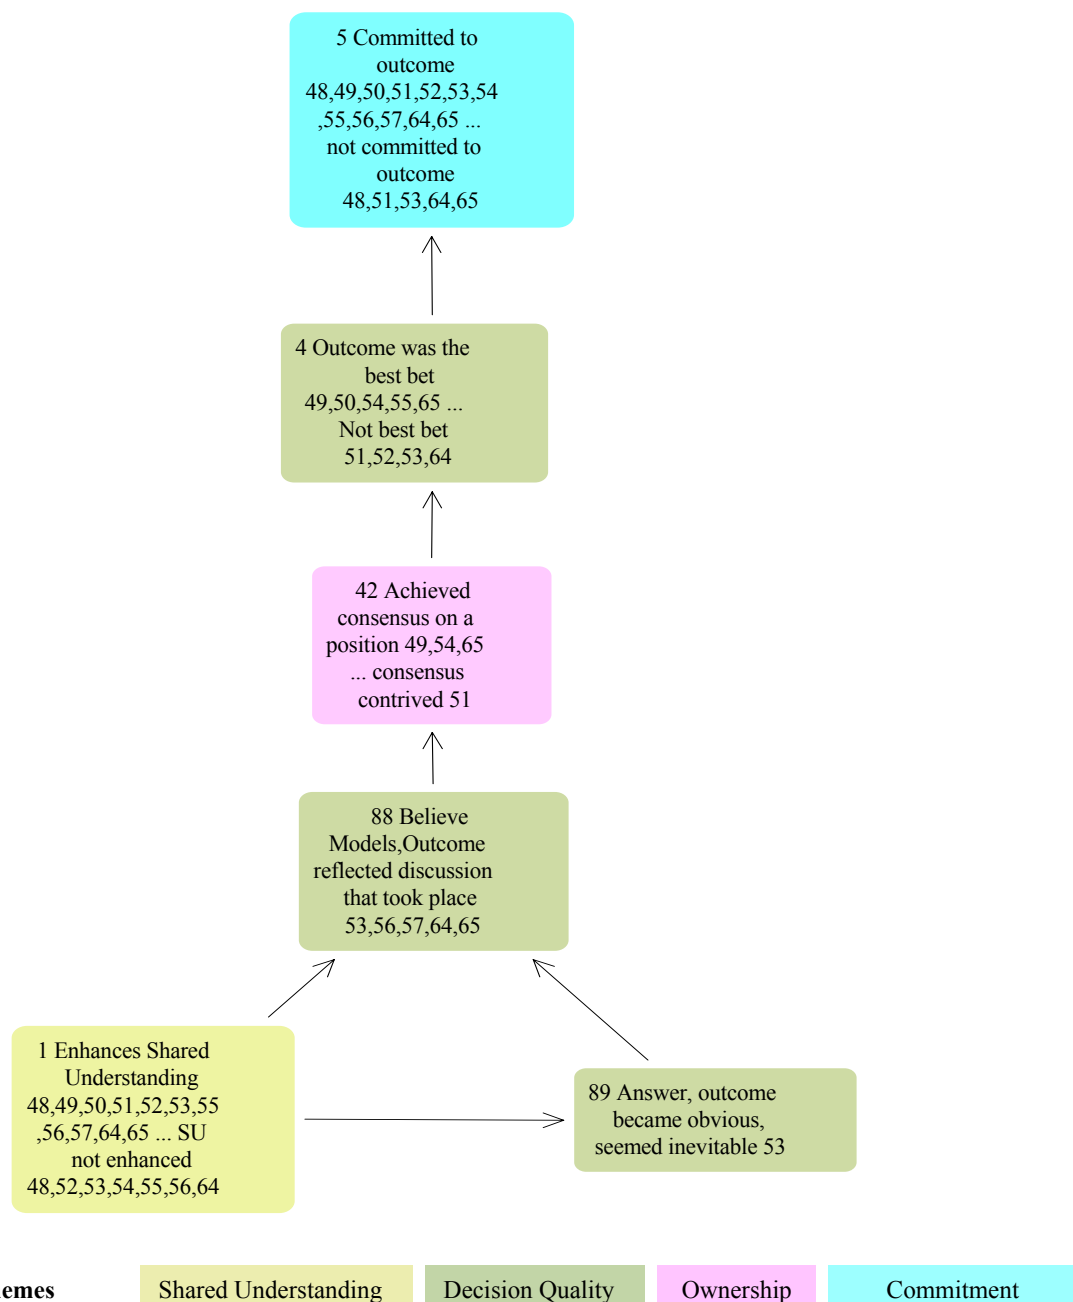 5 Committed to
outcome
48,49,50,51,52,53,54
,55,56,57,64,65 ...
not committed to
outcome
48,51,53,64,65
4 Outcome was the
best bet
49,50,54,55,65 ...
Not best bet
51,52,53,64
42 Achieved
consensus on a
position 49,54,65
... consensus
contrived 51
88 Believe
Models,Outcome
reflected discussion
that took place
53,56,57,64,65
1 Enhances Shared
Understanding
48,49,50,51,52,53,55
,56,57,64,65 ... SU
not enhanced
48,52,53,54,55,56,64
89 Answer, outcome
became obvious,
seemed inevitable 53
emes Shared Understanding Decision Quality Ownership Commitment